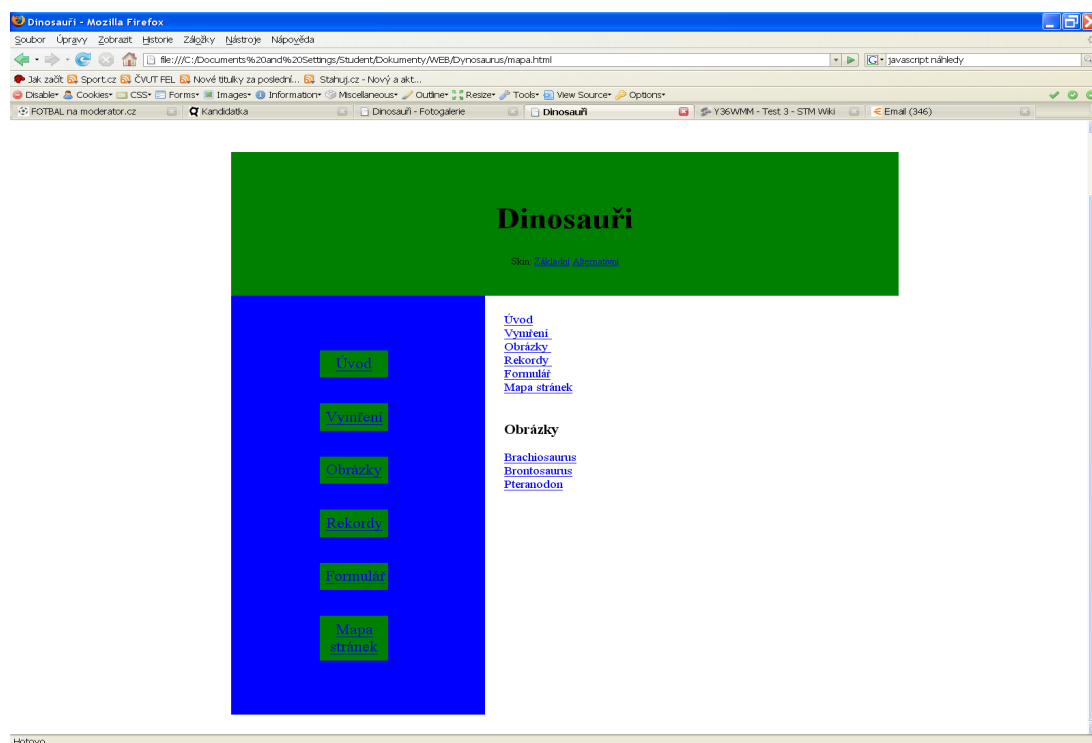 Dinosauři - Mozilla Firefox
Soubor Úpravy Zobrazit Historie Záložky Nástroje Nápověda
file:///C:/Documents%20and%20Settings/Student/Dokumenty/WEB/Dynosaurus/mapa.html
javascript náhledy
Jak začít Sport.cz ČVUT FEL Nové titulky za poslední... Stahuj.cz - Nový a akt...
Disable Cookies CSS Forms Images Information Miscellaneous Outline Resize Tools View Source Options
FOTBAL na moderator.cz Kandidatka Dinosauři - Fotogalerie Dinosauři Y36WMM - Test 3 - STM Wiki Email (346)
Dinosauři
Skin: Základní Alternativní
Úvod
Vymření
Obrázky
Rekordy
Formulář
Mapa
stránek
Úvod
Vymření
Obrázky
Rekordy
Formulář
Mapa stránek
Obrázky
Brachiosaurus
Brontosaurus
Pteranodon
Hotovo